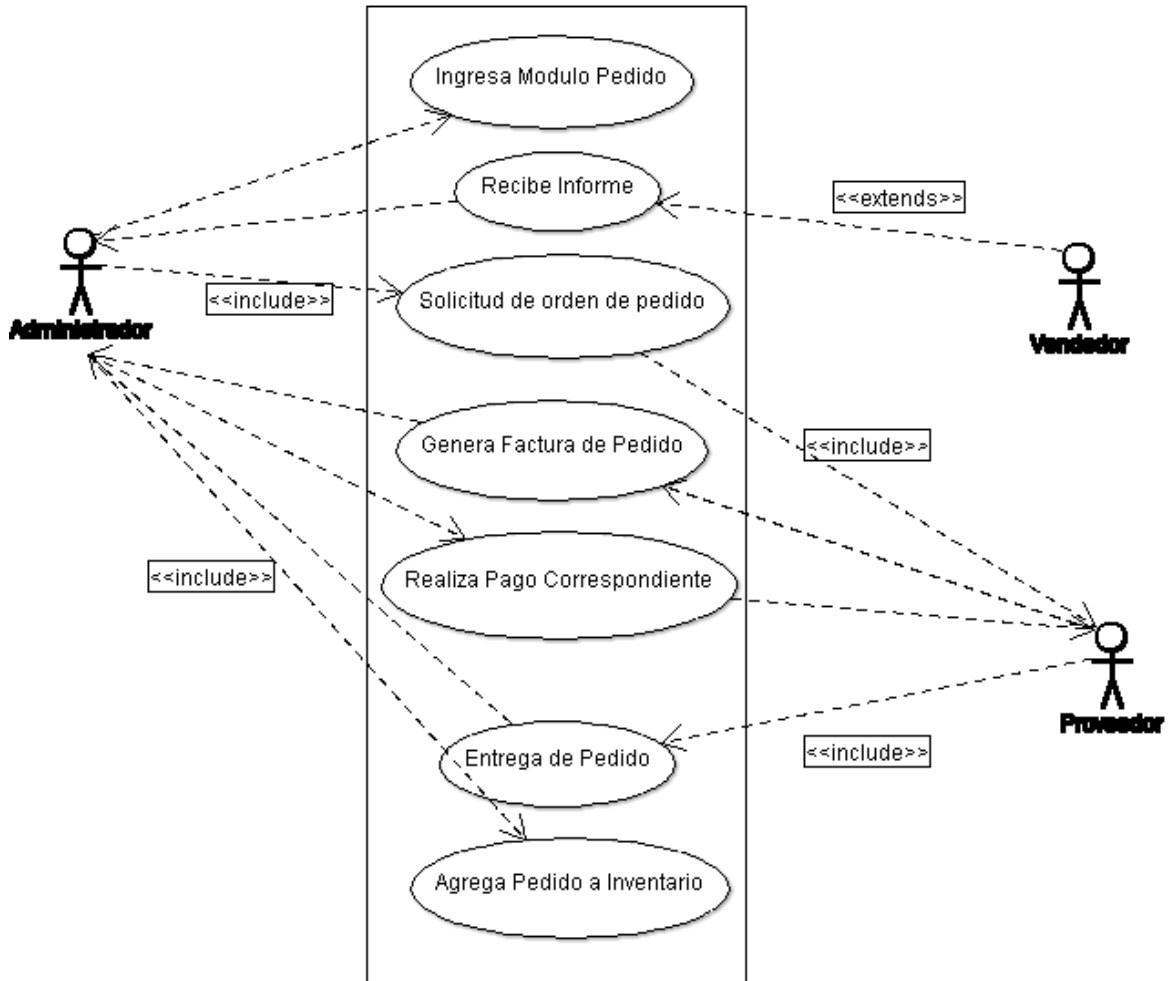 Ingresa Modulo Pedido
Recibe Informe
<<extends>>
Solicitud de orden de pedido
<<include>>
Administrador
Vendedor
Genera Factura de Pedido
<<include>>
Realiza Pago Correspondiente
<<include>>
Proveedor
Entrega de Pedido
<<include>>
Agrega Pedido a Inventario